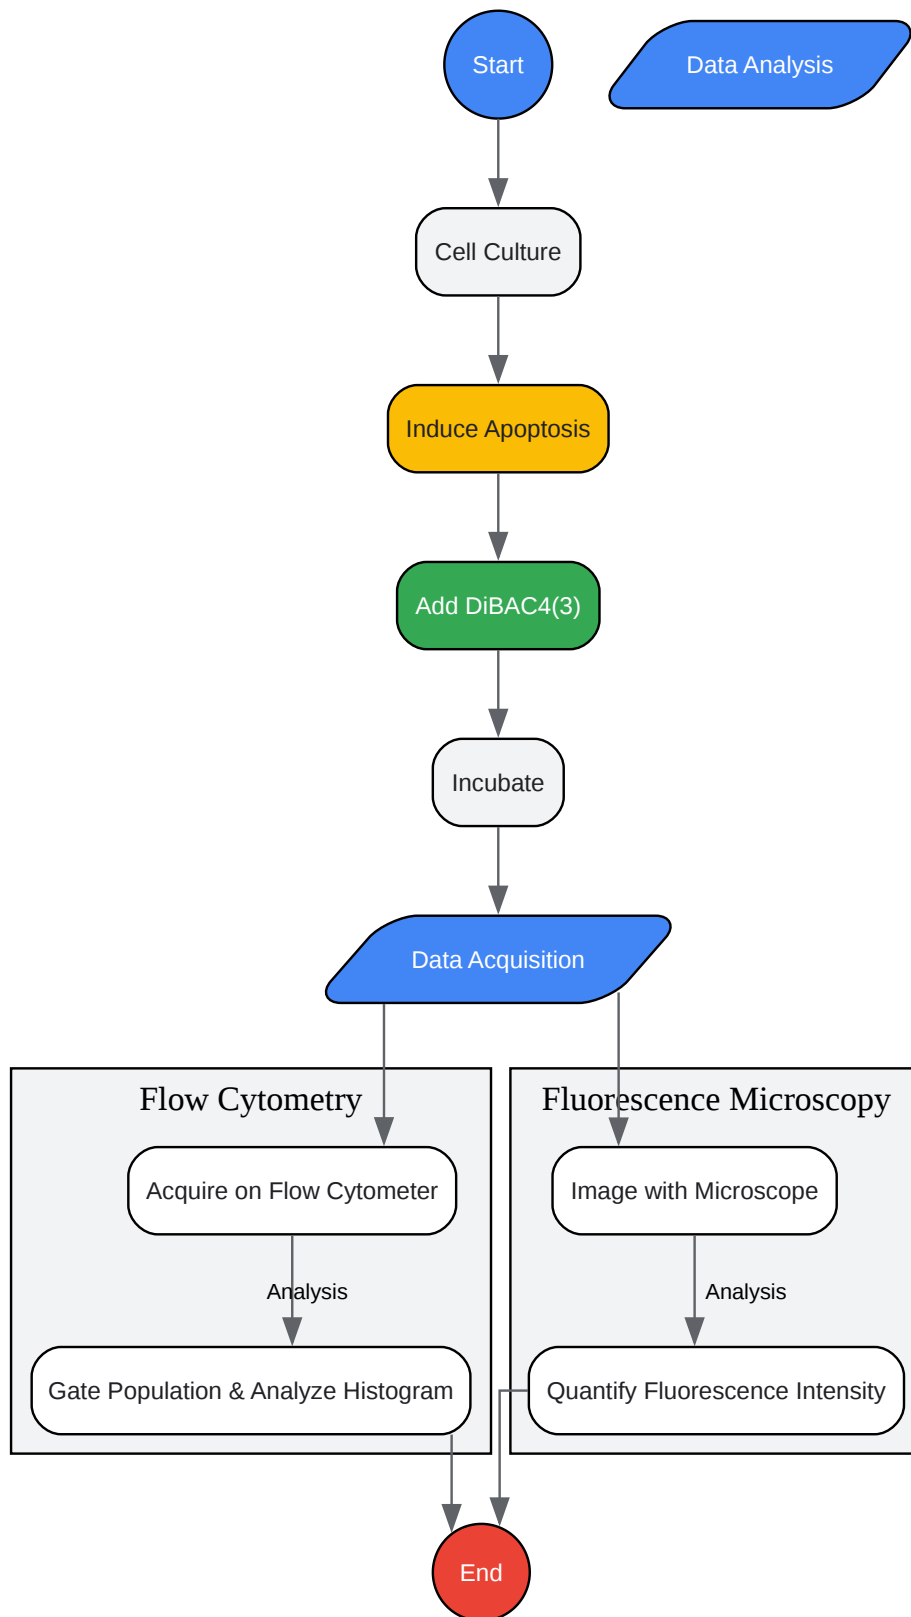 Start
Data Analysis
Cell Culture
Induce Apoptosis
Add DiBAC4(3)
Incubate
Data Acquisition
Flow Cytometry
Fluorescence Microscopy
Acquire on Flow Cytometer
Image with Microscope
Analysis
Analysis
Gate Population & Analyze Histogram
Quantify Fluorescence Intensity
End